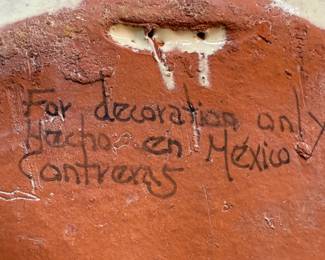 For decoration only
Hecho en México
Contreras